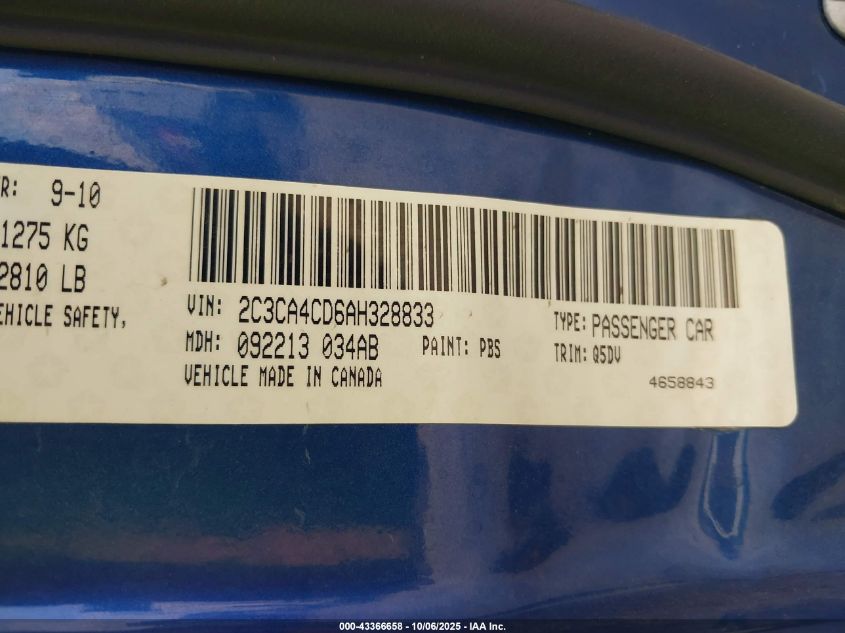 R: 9-10
1275 KG
2810 LB
EHICLE SAFETY,
VIN: 2C3CA4CD6AH328833
TYPE: PASSENGER CAR
MDH: 092213 034AB
PAINT: PBS
TRIM: Q5DV
VEHICLE MADE IN CANADA
4658843
000-43366658 - 10/06/2025 - IAA Inc.